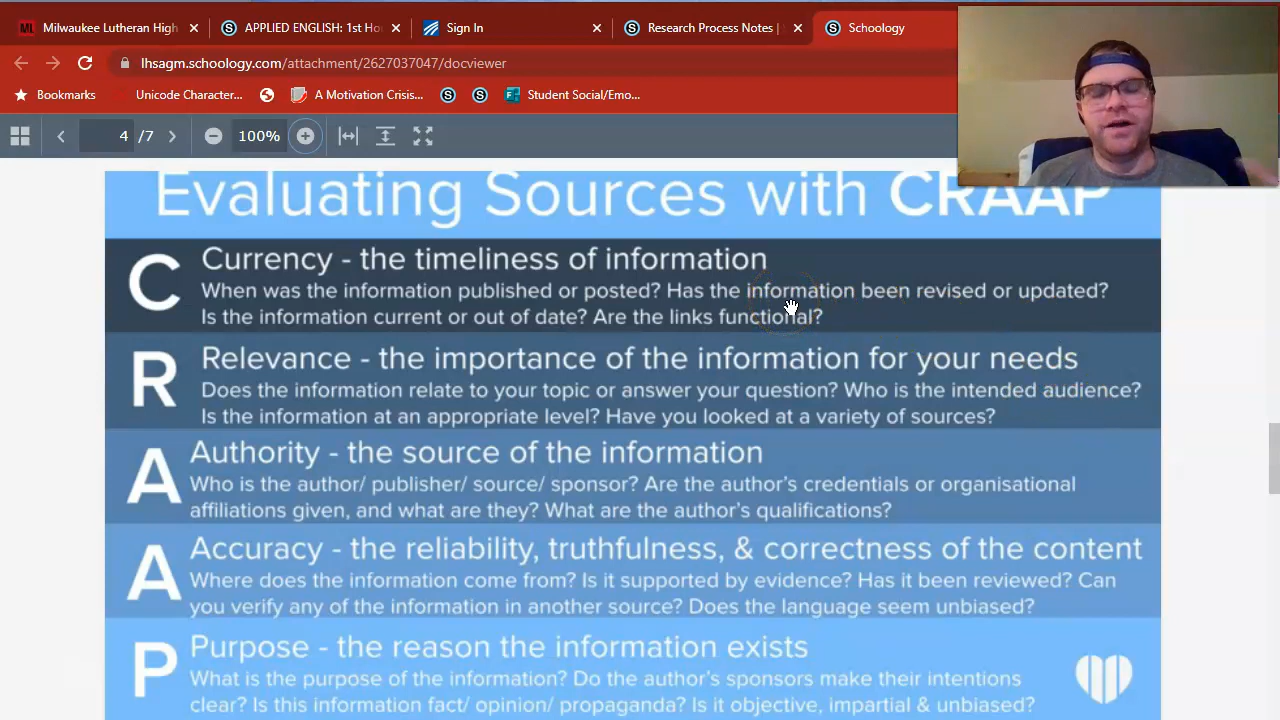 ML Milwaukee Lutheran High
S APPLIED ENGLISH: 1st Ho
Sign In
S Research Process Notes |
S Schoology
lhsagm.schoology.com/attachment/2627037047/docviewer
Bookmarks
Unicode Character...
A Motivation Crisis...
S
S
Student Social/Emo...
4 /7
100%
Evaluating Sources with CRAAP
C
Currency - the timeliness of information
When was the information published or posted? Has the information been revised or updated?
Is the information current or out of date? Are the links functional?
R
Relevance - the importance of the information for your needs
Does the information relate to your topic or answer your question? Who is the intended audience?
Is the information at an appropriate level? Have you looked at a variety of sources?
A
Authority - the source of the information
Who is the author/ publisher/ source/ sponsor? Are the author's credentials or organisational
affiliations given, and what are they? What are the author's qualifications?
A
Accuracy - the reliability, truthfulness, & correctness of the content
Where does the information come from? Is it supported by evidence? Has it been reviewed? Can
you verify any of the information in another source? Does the language seem unbiased?
P
Purpose - the reason the information exists
What is the purpose of the information? Do the author's sponsors make their intentions
clear? Is this information fact/ opinion/ propaganda? Is it objective, impartial & unbiased?